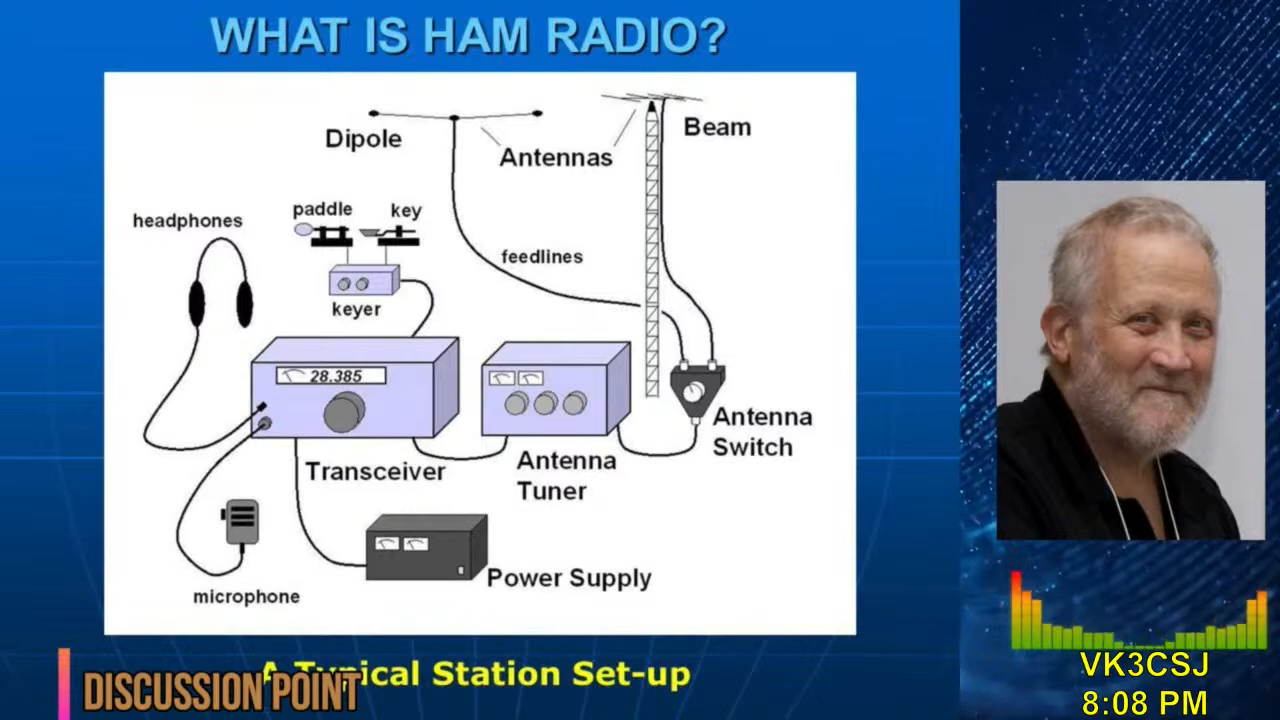 WHAT IS HAM RADIO?
Dipole
Beam
Antennas
headphones
paddle
key
feedlines
keyer
28.385
Antenna
Switch
Transceiver
Antenna
Tuner
Power Supply
microphone
A Typical Station Set-up
DISCUSSION POINT
VK3CSJ
8:08 PM